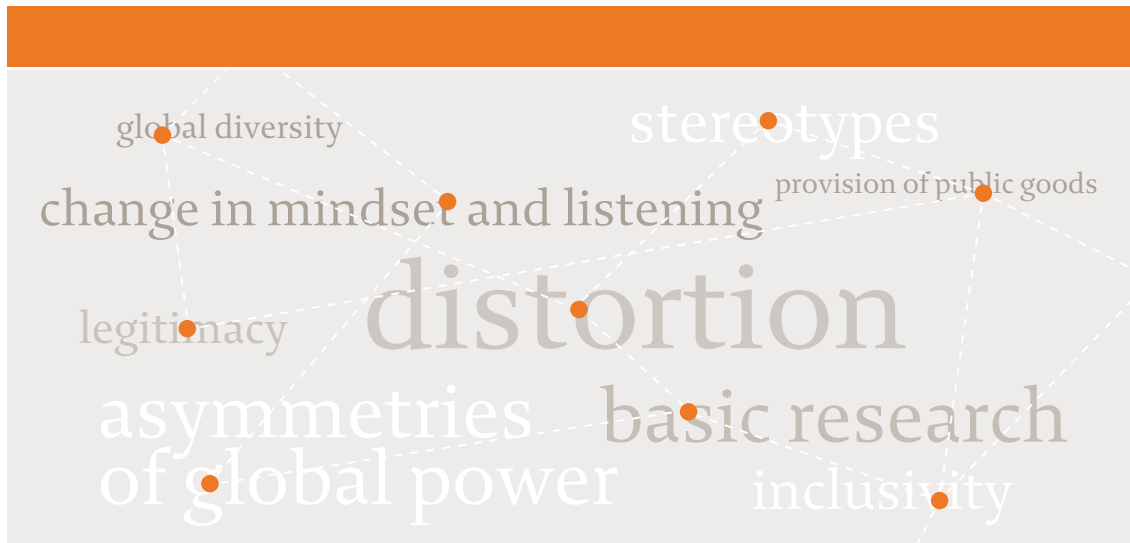 global diversity
stereotypes
provision of public goods
change in mindset and listening
distortion
legitimacy
asymmetries
of global power
basic research
inclusivity